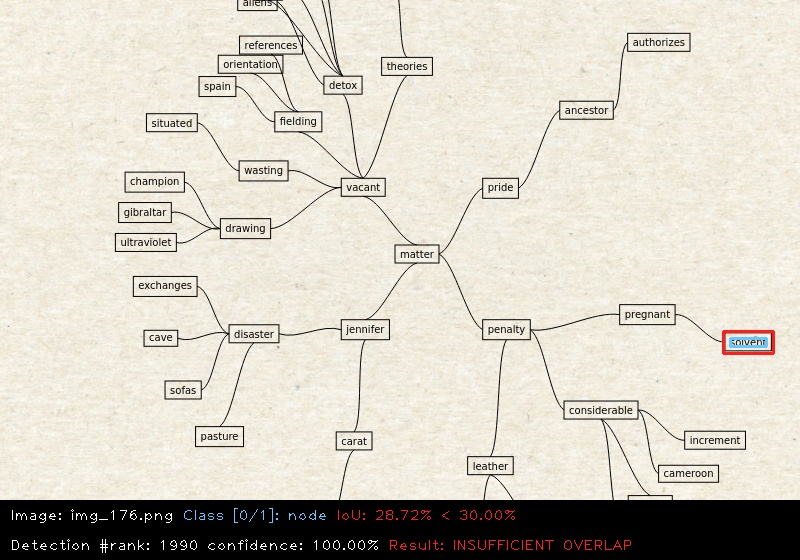 aliens
references
orientation
theories
spain
detox
authorizes
ancestor
situated
fielding
wasting
champion
vacant
pride
gibraltar
drawing
ultraviolet
matter
exchanges
pregnant
cave
disaster
jennifer
penalty
solvent
sofas
considerable
pasture
carat
increment
leather
cameroon
Image: img_176.png Class [0/1]: node IoU: 28.72% < 30.00%
Detection #rank: 1990 confidence: 100.00% Result: INSUFFICIENT OVERLAP